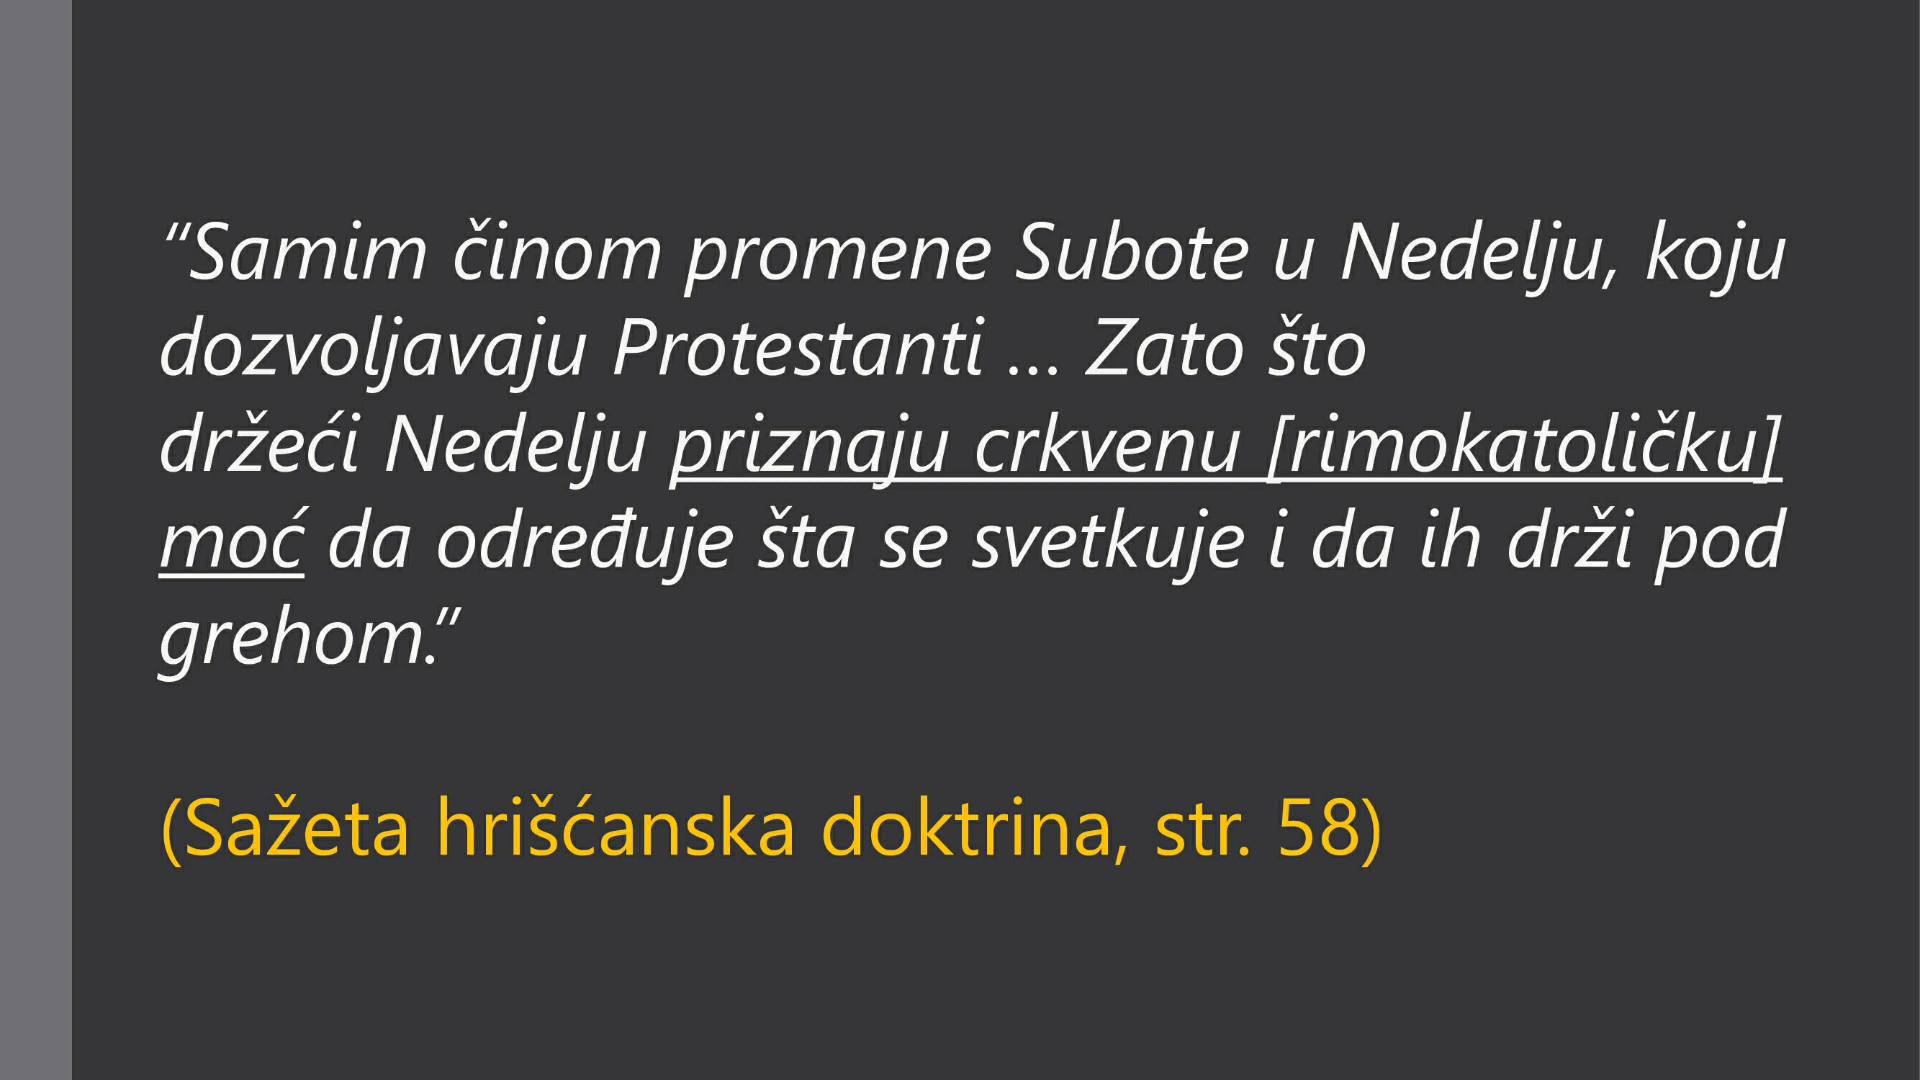 “Samim činom promene Subote u Nedelju, koju
dozvoljavaju Protestanti … Zato što
držeći Nedelju priznaju crkvenu [rimokatoličku]
moć da određuje šta se svetkuje i da ih drži pod
grehom.”
(Sažeta hrišćanska doktrina, str. 58)